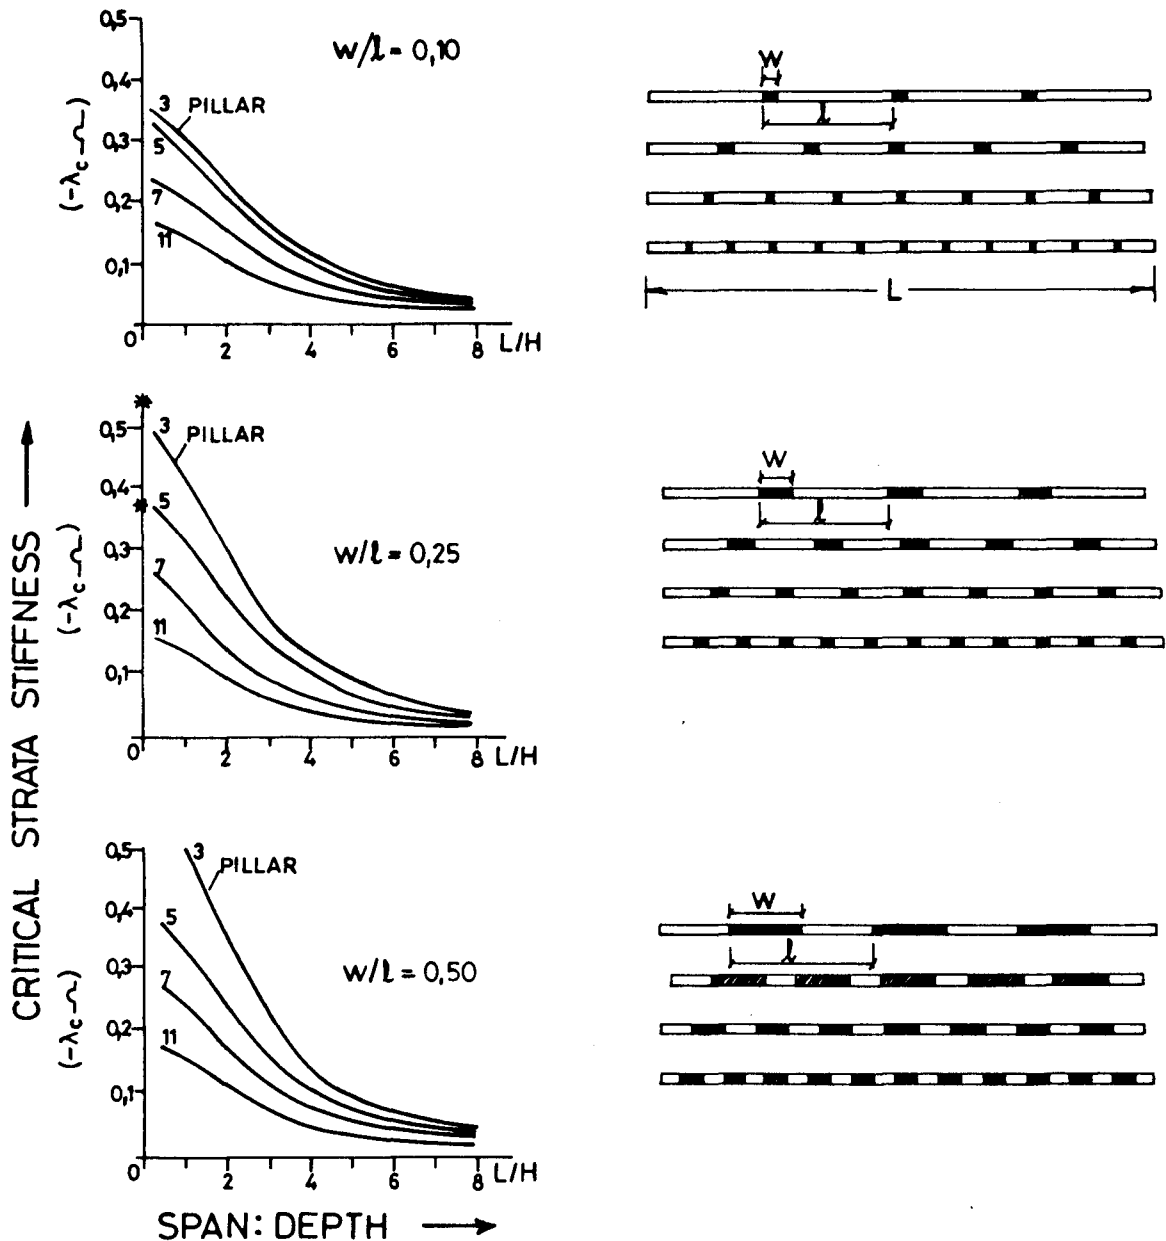 0,5
0,4
0,3
0,2
0,1
0
2
4
6
8
L/H
W/l = 0,10
3
PILLAR
5
7
11
(-λc Ω)
W
l
L
0,5
0,4
0,3
0,2
0,1
0
2
4
6
8
L/H
W/l = 0,25
3
PILLAR
5
7
11
(-λc Ω)
W
l
0,5
0,4
0,3
0,2
0,1
0
2
4
6
8
L/H
W/l = 0,50
3
PILLAR
5
7
11
(-λc Ω)
W
l
CRITICAL STRATA STIFFNESS
SPAN: DEPTH